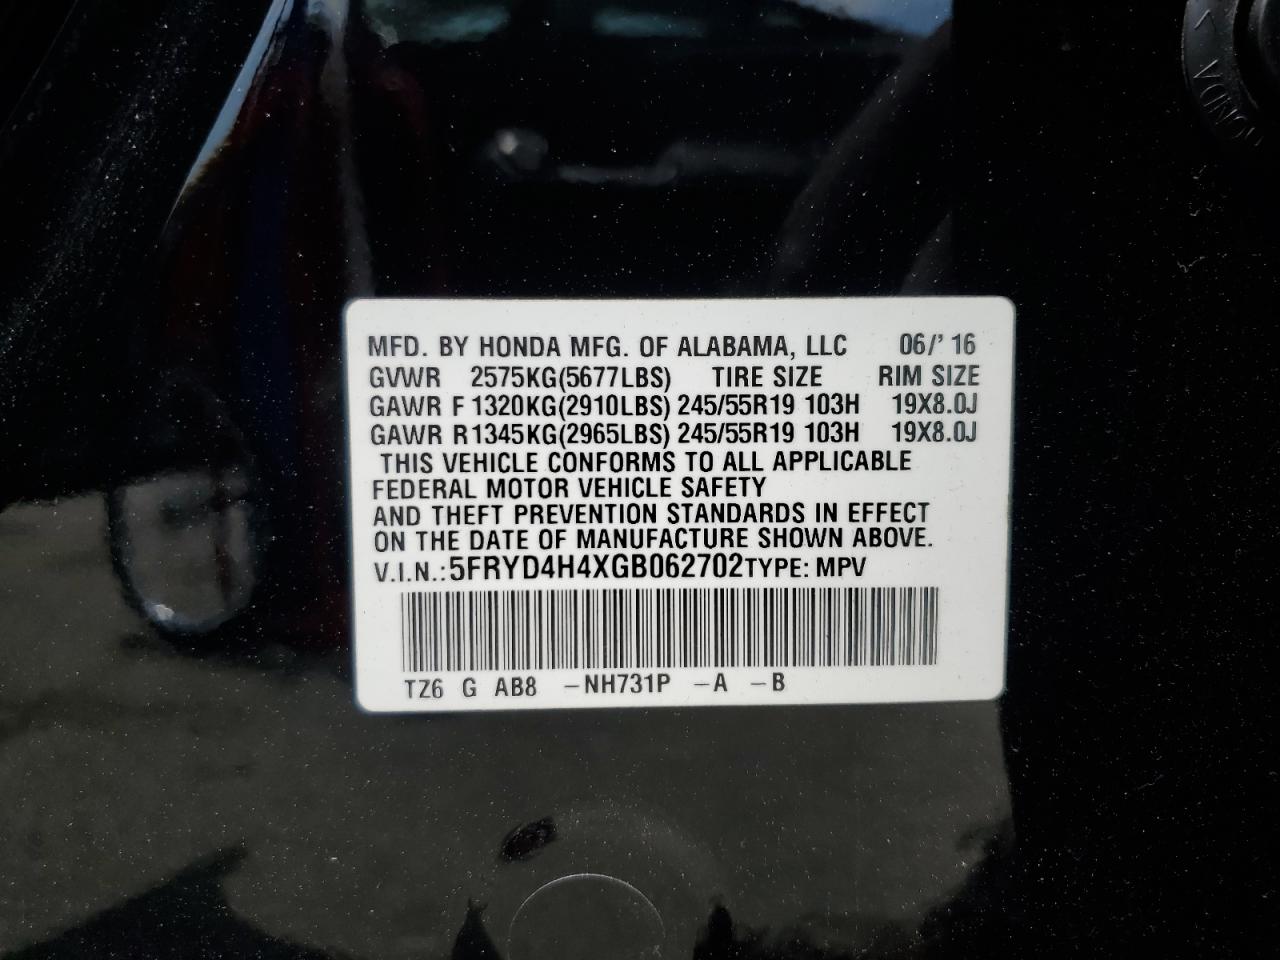 MFD. BY HONDA MFG. OF ALABAMA, LLC 06/' 16
GVWR 2575KG(5677LBS) TIRE SIZE RIM SIZE
GAWR F 1320KG(2910LBS) 245/55R19 103H 19X8.0J
GAWR R1345KG(2965LBS) 245/55R19 103H 19X8.0J
THIS VEHICLE CONFORMS TO ALL APPLICABLE
FEDERAL MOTOR VEHICLE SAFETY
AND THEFT PREVENTION STANDARDS IN EFFECT
ON THE DATE OF MANUFACTURE SHOWN ABOVE.
V.I.N.: 5FRYD4H4XGB062702 TYPE: MPV
TZ6 G AB8 -NH731P -A -B